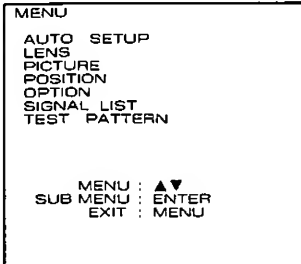 MENU
AUTO SETUP
LENS
PICTURE
POSITION
OPTION
SIGNAL LIST
TEST PATTERN
MENU : ▲▼
SUB MENU : ENTER
EXIT : MENU